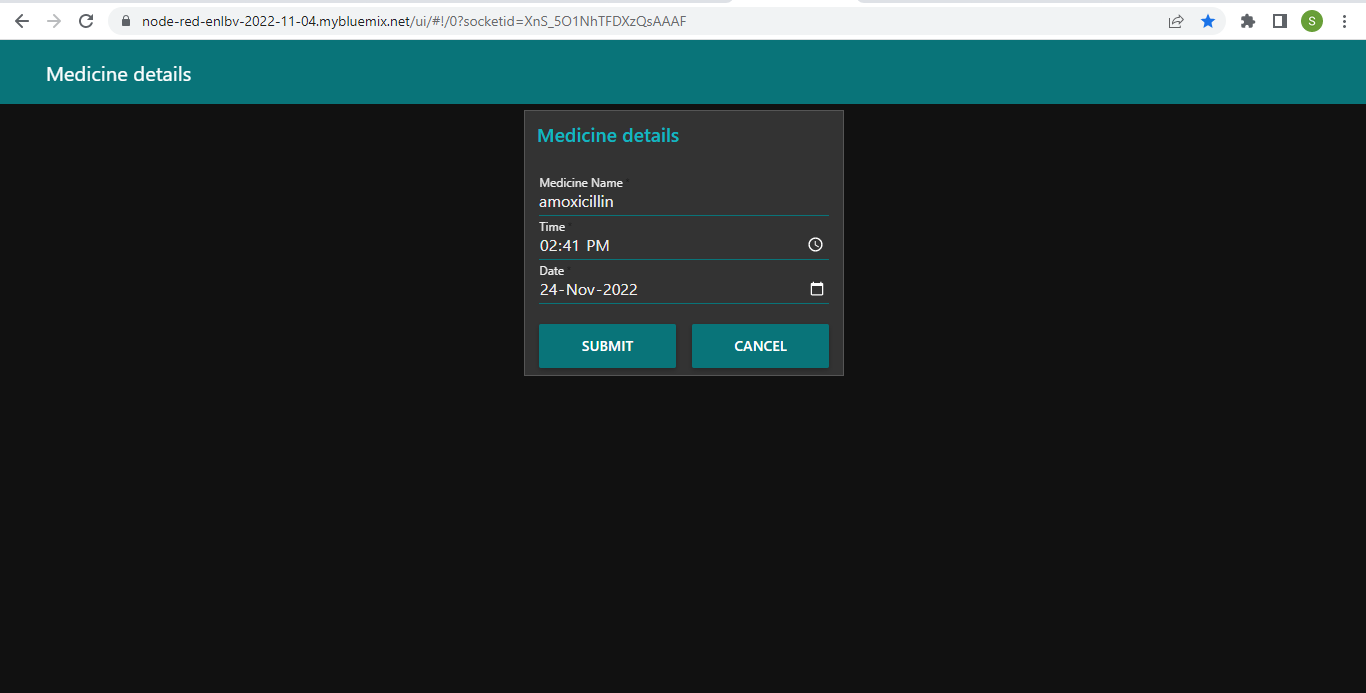 node-red-enlbv-2022-11-04.mybluemix.net/ui/#!/0?socketid=XnS_5O1NhTFDXzQsAAAF
S
Medicine details
Medicine details
Medicine Name
amoxicillin
Time
02:41 PM
Date
24-Nov-2022
SUBMIT CANCEL